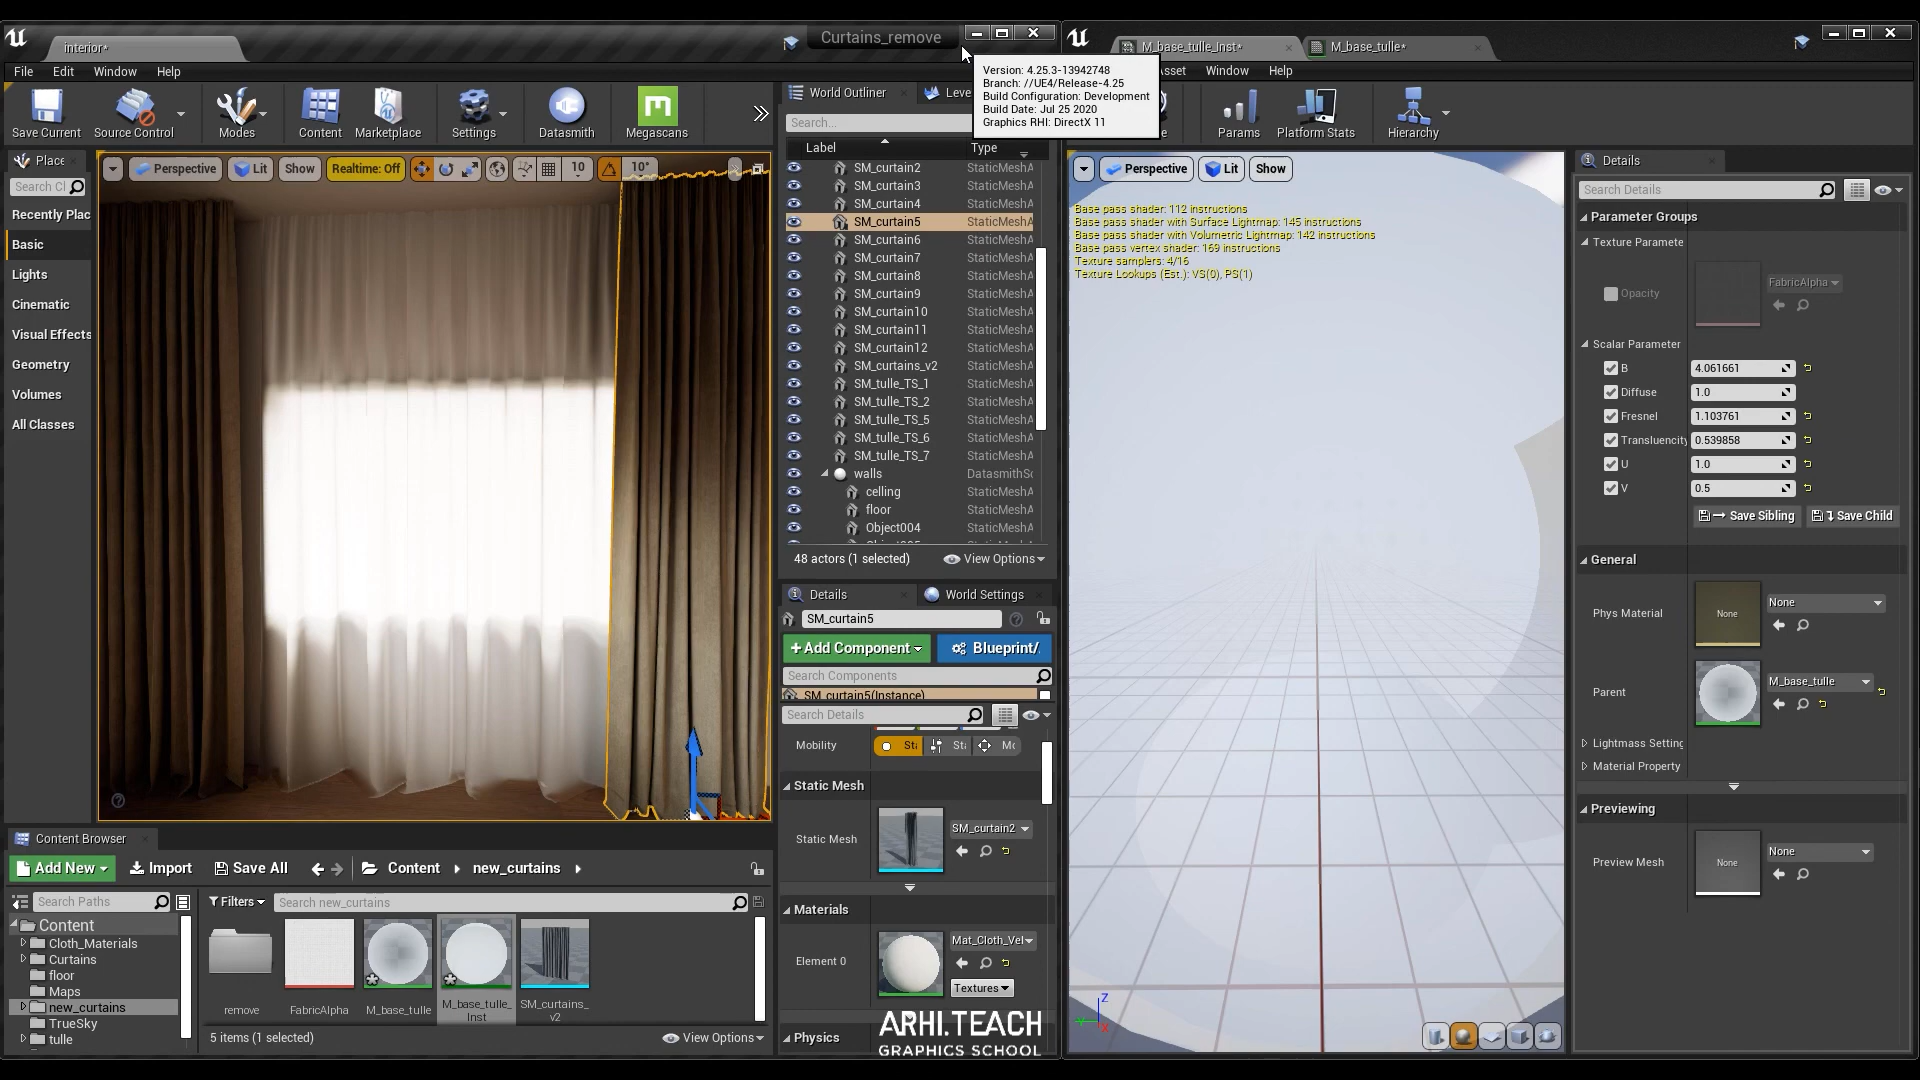 interior*
Curtains_remove
File
Edit
Window
Help
Save Current
Source Control
Modes
Content
Marketplace
Settings
Datasmith
Megascans
Place
Search Cl
Recently Plac
Basic
Lights
Cinematic
Visual Effects
Geometry
Volumes
All Classes
Perspective
Lit
Show
Realtime: Off
10
10°
World Outliner
Leve
Search...
Label
Type
SM_curtain2 StaticMeshA
SM_curtain3 StaticMeshA
SM_curtain4 StaticMeshA
SM_curtain5 StaticMeshA
SM_curtain6 StaticMeshA
SM_curtain7 StaticMeshA
SM_curtain8 StaticMeshA
SM_curtain9 StaticMeshA
SM_curtain10 StaticMeshA
SM_curtain11 StaticMeshA
SM_curtain12 StaticMeshA
SM_curtains_v2 StaticMeshA
SM_tulle_TS_1 StaticMeshA
SM_tulle_TS_2 StaticMeshA
SM_tulle_TS_5 StaticMeshA
SM_tulle_TS_6 StaticMeshA
SM_tulle_TS_7 StaticMeshA
walls DatasmithSc
celling StaticMeshA
floor StaticMeshA
Object004 StaticMeshA
48 actors (1 selected)
View Options
Details
World Settings
SM_curtain5
+Add Component
Blueprint/
Search Components
SM_curtain5(Instance)
Search Details
Mobility
St
St
Mo
Static Mesh
Static Mesh
SM_curtain2
Materials
Element 0
Mat_Cloth_Vel
Textures
Physics
ARHI.TEACH
GRAPHICS SCHOOL
Content Browser
Add New
Import
Save All
Content
new_curtains
Search Paths
Filters
Search new_curtains
Content
Cloth_Materials
Curtains
floor
Maps
new_curtains
TrueSky
tulle
remove
FabricAlpha
M_base_tulle
M_base_tulle_
Inst
SM_curtains_
v2
5 items (1 selected)
View Options
Version: 4.25.3-13942748
Branch: //UE4/Release-4.25
Build Configuration: Development
Build Date: Jul 25 2020
Graphics RHI: DirectX 11
M_base_tulle_Inst*
M_base_tulle*
Asset
Window
Help
Params
Platform Stats
Hierarchy
Perspective
Lit
Show
Base pass shader: 112 instructions
Base pass shader with Surface Lightmap: 145 instructions
Base pass shader with Volumetric Lightmap: 142 instructions
Base pass vertex shader: 169 instructions
Texture samplers: 4/16
Texture Lookups (Est.): VS(0), PS(1)
Z
X
Details
Search Details
Parameter Groups
Texture Paramete
Opacity
FabricAlpha
Scalar Parameter
B 4.061661
Diffuse 1.0
Fresnel 1.103761
Transluencity 0.539858
U 1.0
V 0.5
Save Sibling
Save Child
General
Phys Material
None
None
Parent
M_base_tulle
Lightmass Setting
Material Property
Previewing
Preview Mesh
None
None